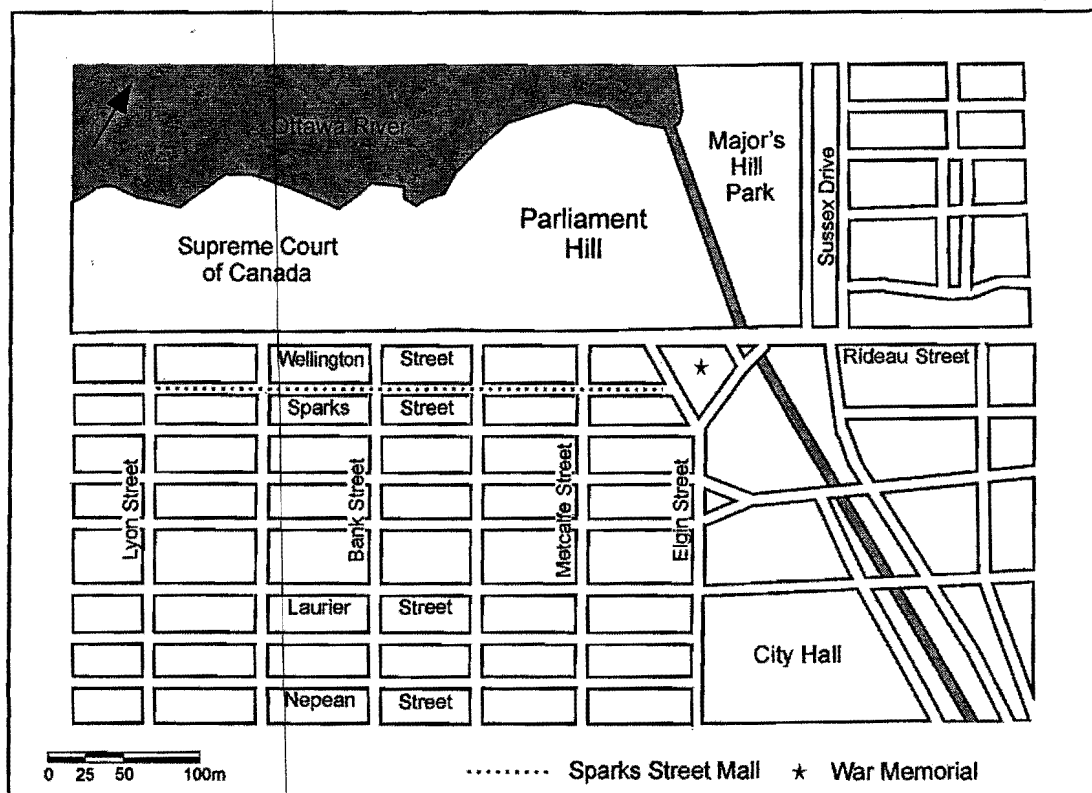 Ottawa River
Major's
Hill
Park
Sussex Drive
Parliament
Hill
Supreme Court
of Canada
Wellington Street
Rideau Street
Sparks Street
Lyon Street
Bank Street
Metcalfe Street
Elgin Street
Laurier Street
City Hall
Nepean Street
0 25 50 100m
Sparks Street Mall
War Memorial